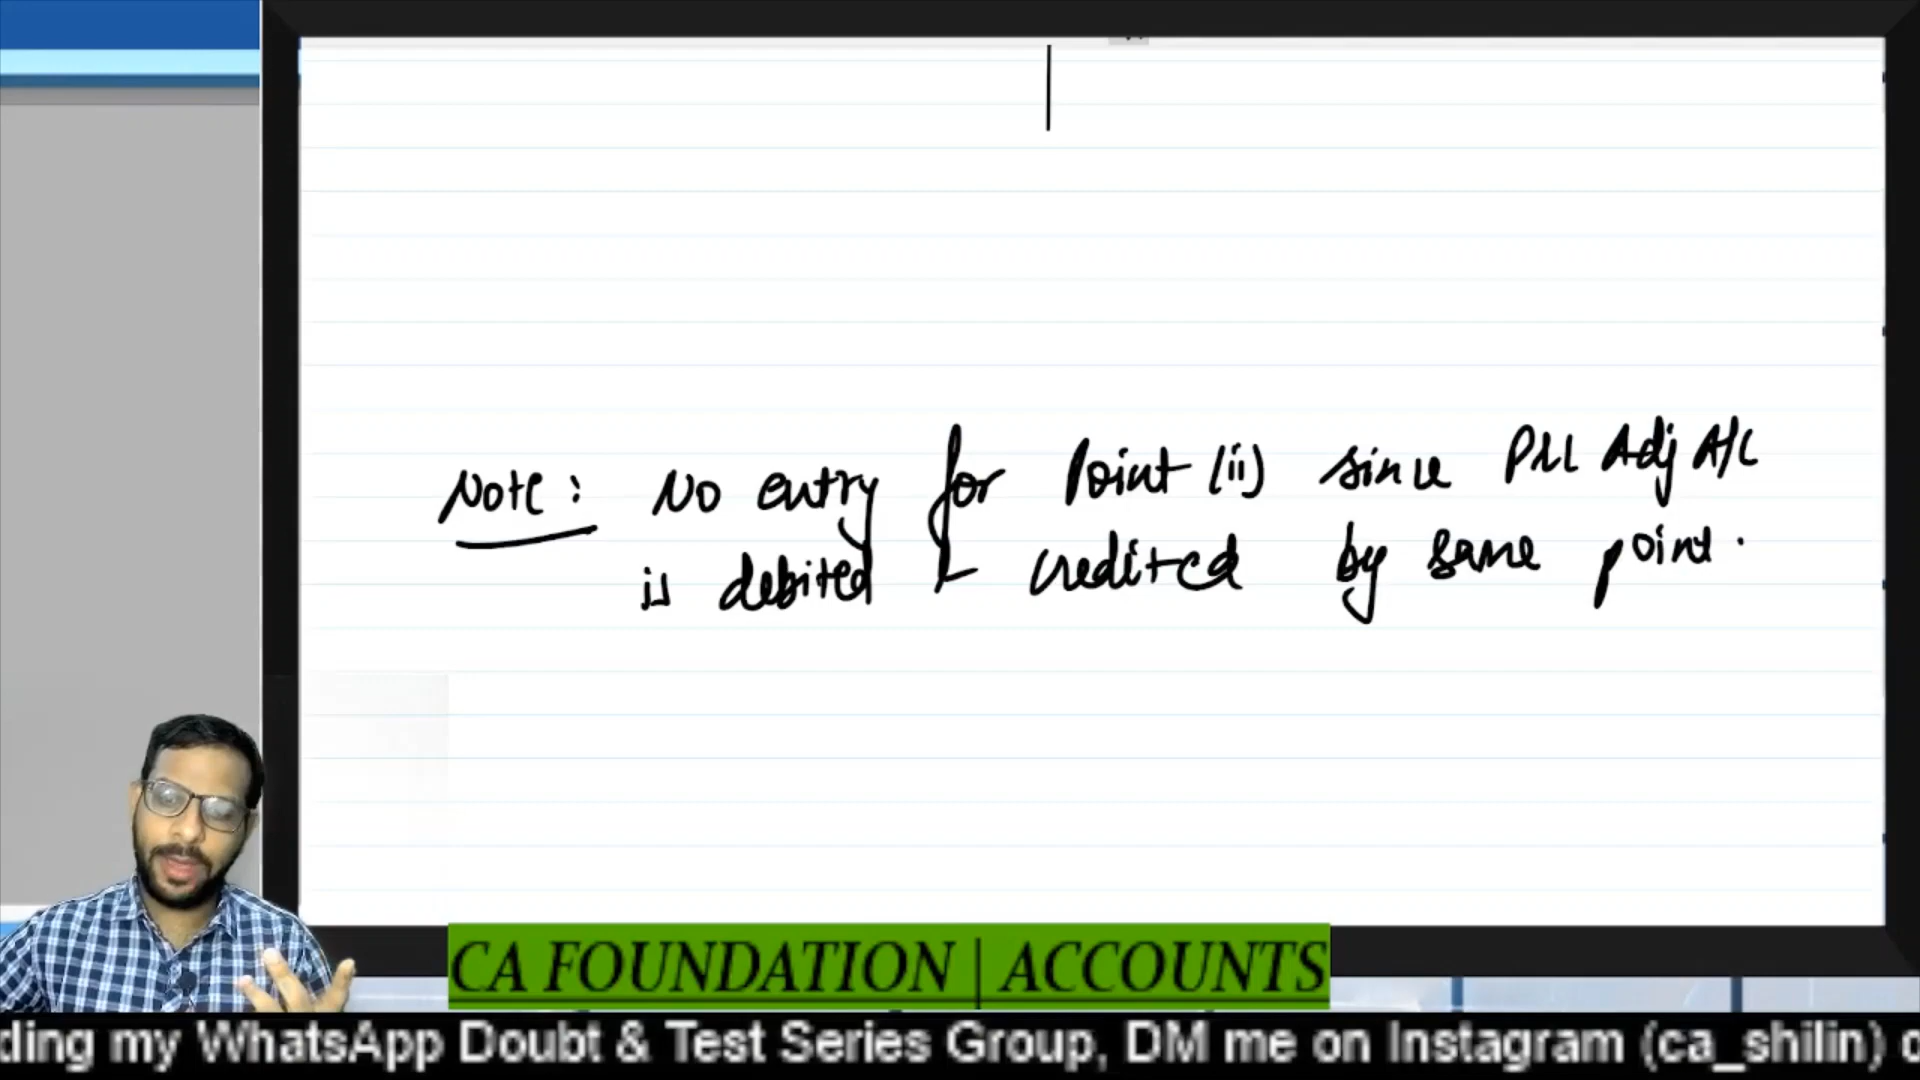 Note: No entry for Point (ii) since P&L Adj A/c
is debited & credited by same point.
CA FOUNDATION | ACCOUNTS
ding my WhatsApp Doubt & Test Series Group, DM me on Instagram (ca_shilin) o